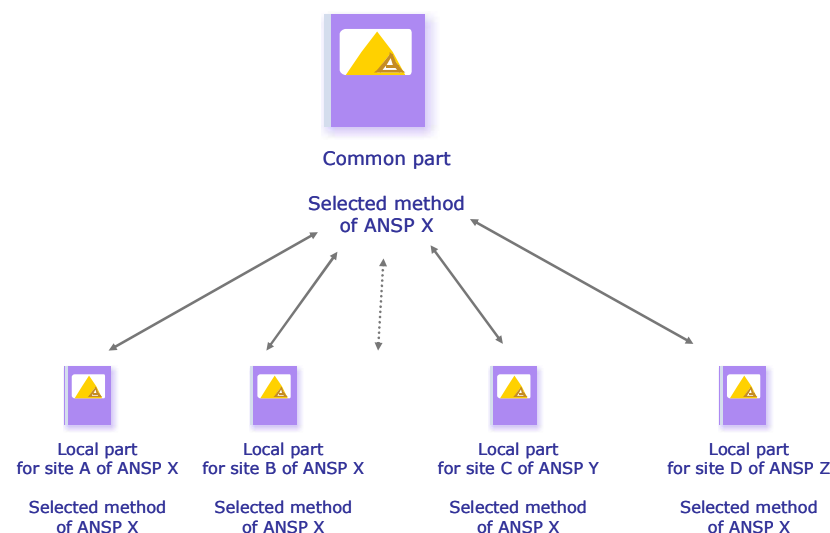 Common part
Selected method
of ANSP X
Local part
for site A of ANSP X
Selected method
of ANSP X
Local part
for site B of ANSP X
Selected method
of ANSP X
Local part
for site C of ANSP Y
Selected method
of ANSP X
Local part
for site D of ANSP Z
Selected method
of ANSP X